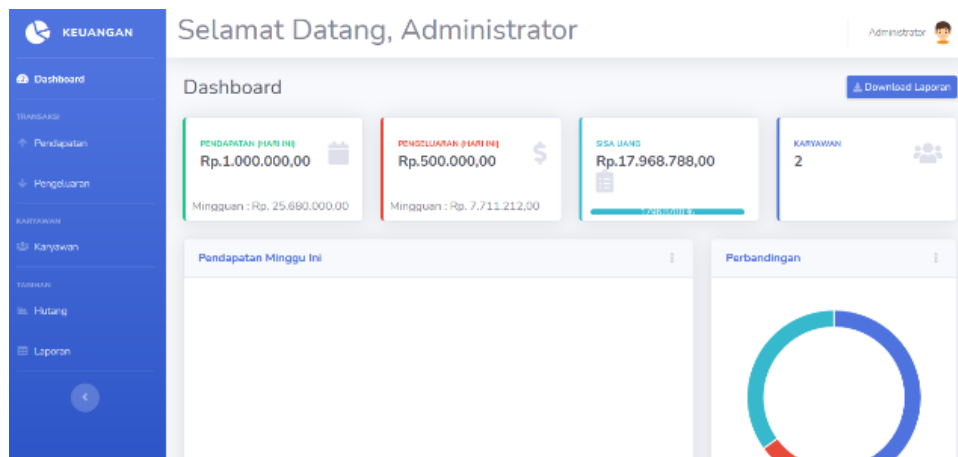 KEUANGAN
Selamat Datang, Administrator
Administrator
Dashboard
Dashboard
Download Laporan
TRANSAKSI
Pendapatan
Pengeluaran
KARYAWAN
Karyawan
Hutang
Laporan
PENDAPATAN (HARI INI)
Rp.1.000.000,00
Mingguan : Rp. 25.680.000,00
PENGELUARAN (HARI INI)
Rp.500.000,00
Mingguan : Rp. 7.711.212,00
SISA UANG
Rp.17.968.788,00
KARYAWAN
2
Pendapatan Minggu Ini
Perbandingan